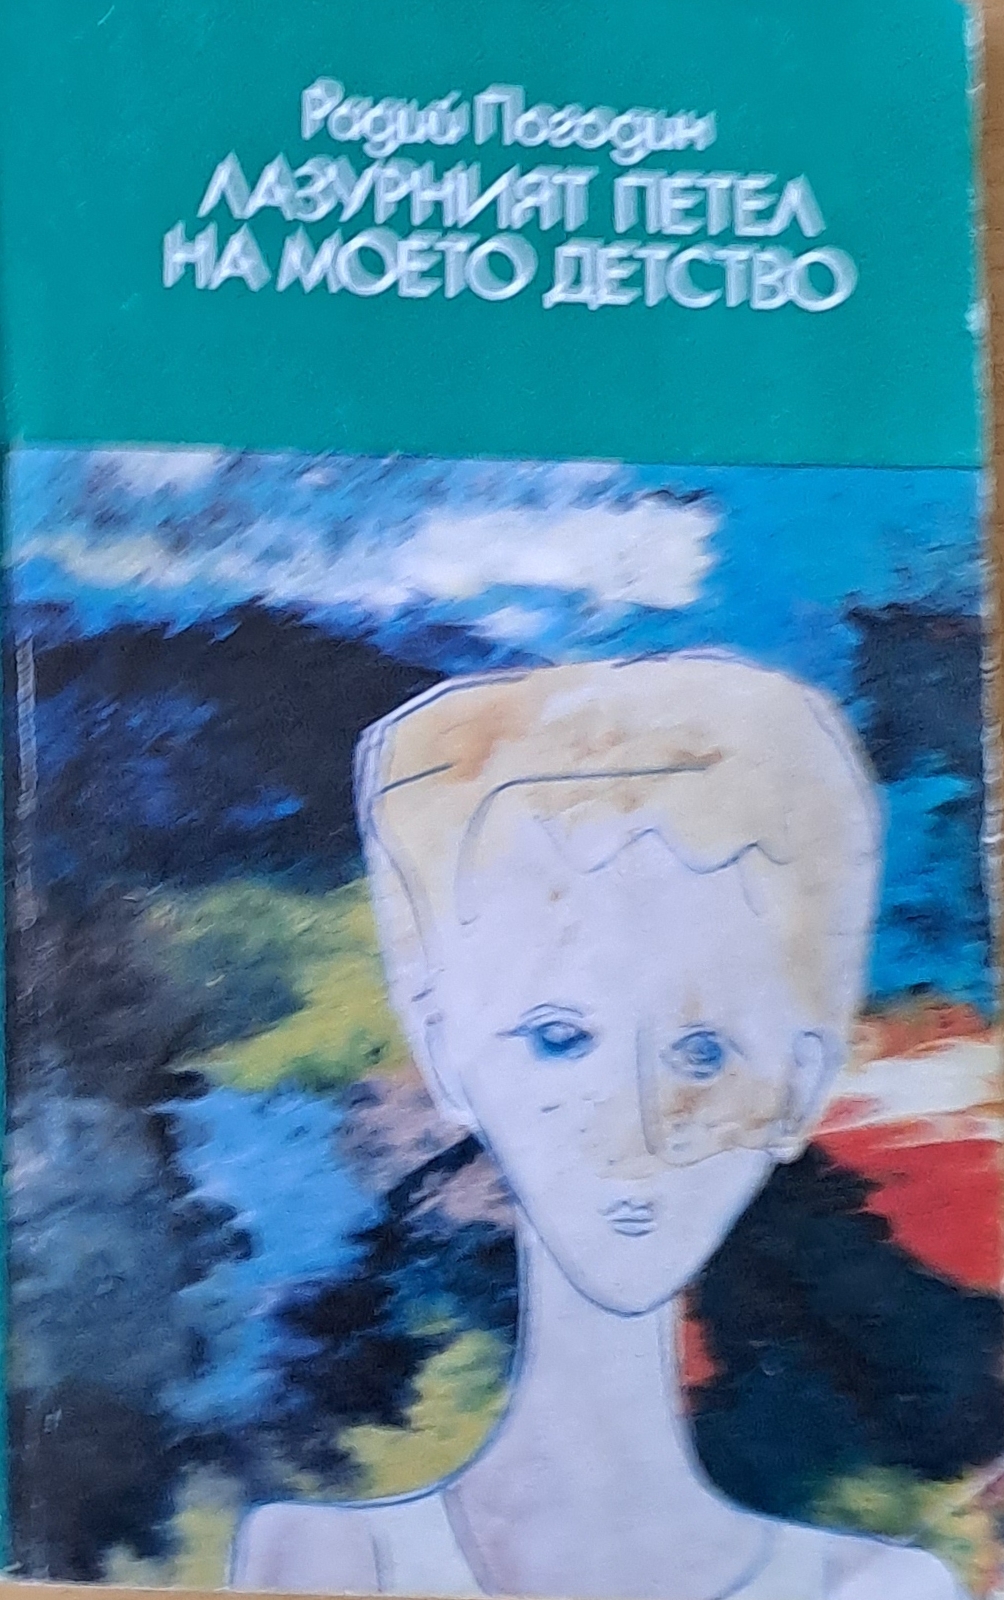 Радий Погодин
ЛАЗУРНИЯТ ПЕТЕЛ
НА МОЕТО ДЕТСТВО